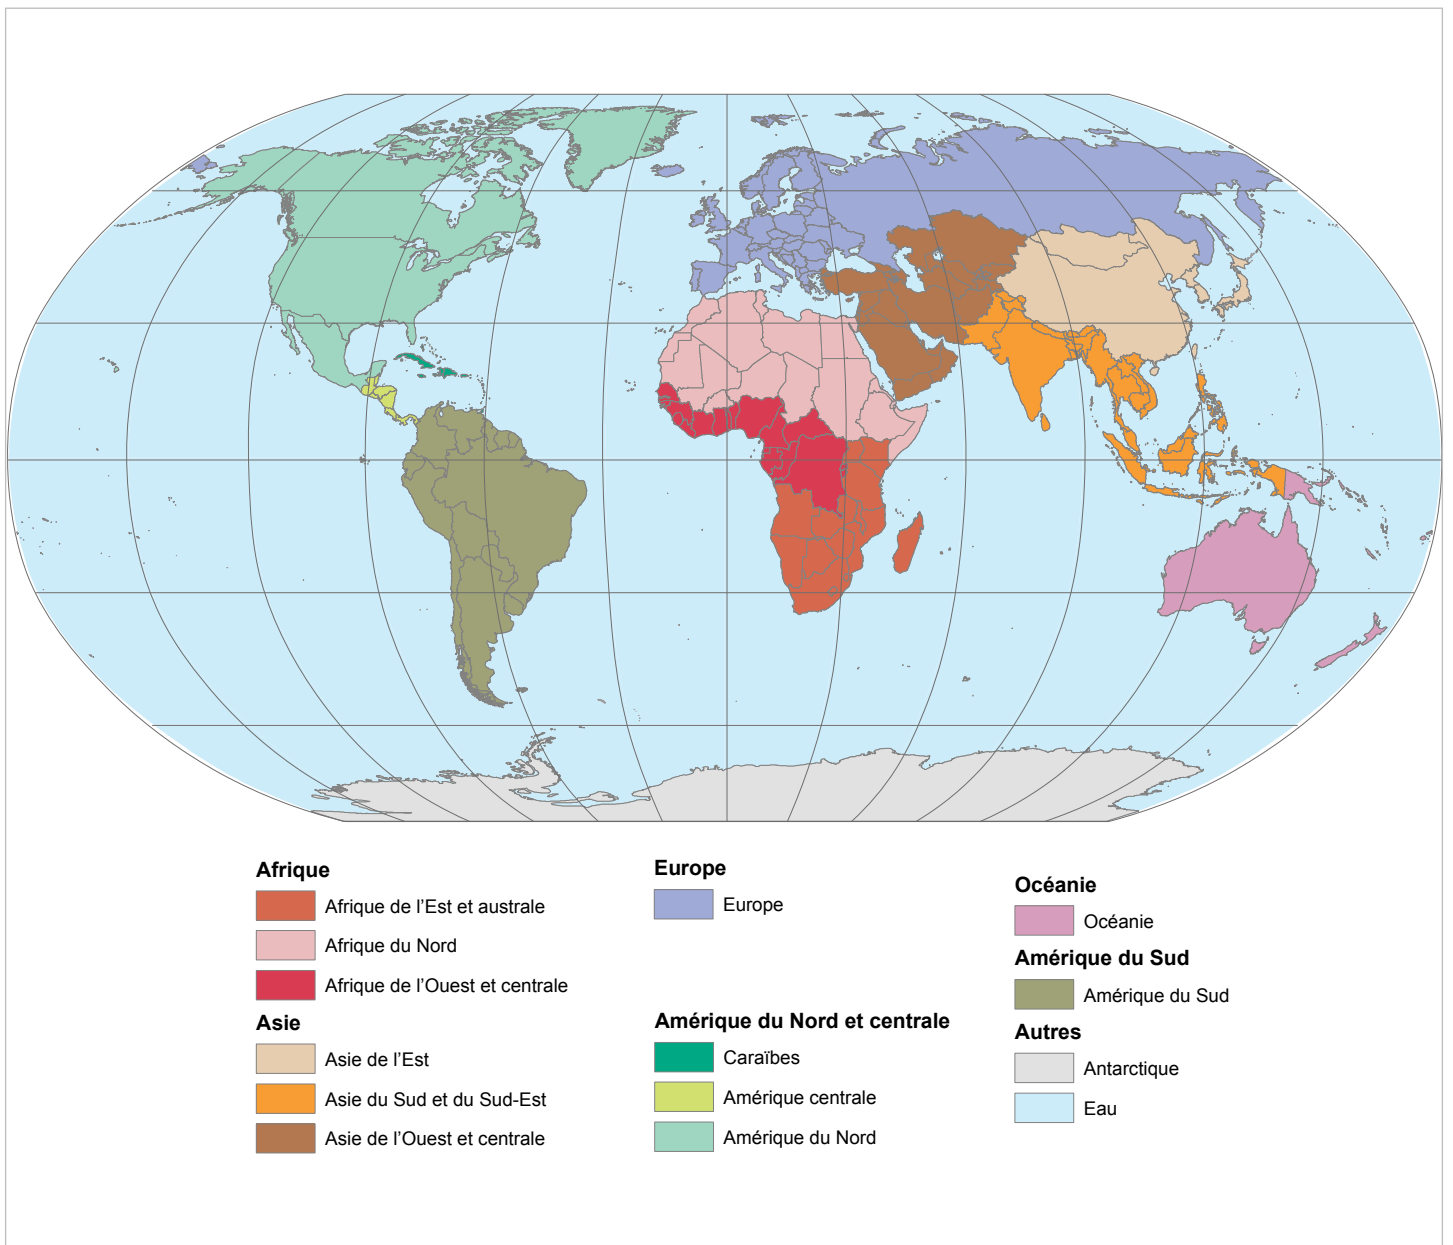 Afrique
Afrique de l’Est et australe
Afrique du Nord
Afrique de l’Ouest et centrale
Asie
Asie de l’Est
Asie du Sud et du Sud-Est
Asie de l’Ouest et centrale
Europe
Europe
Amérique du Nord et centrale
Caraïbes
Amérique centrale
Amérique du Nord
Océanie
Océanie
Amérique du Sud
Amérique du Sud
Autres
Antarctique
Eau